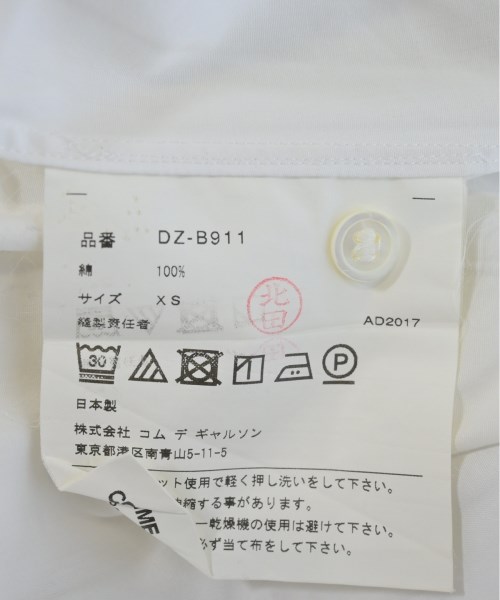 品番 DZ-B911
綿 100%
サイズ XS
縫製責任者
北田
AD2017
30
P
日本製
株式会社 コム デ ギャルソン
東京都港区南青山5-11-5
ット使用で軽く押し洗いをして下さい。
縮する事があります。
ー乾燥機の使用は避けて下さい。
必ず当て布をして下さい。
COMME